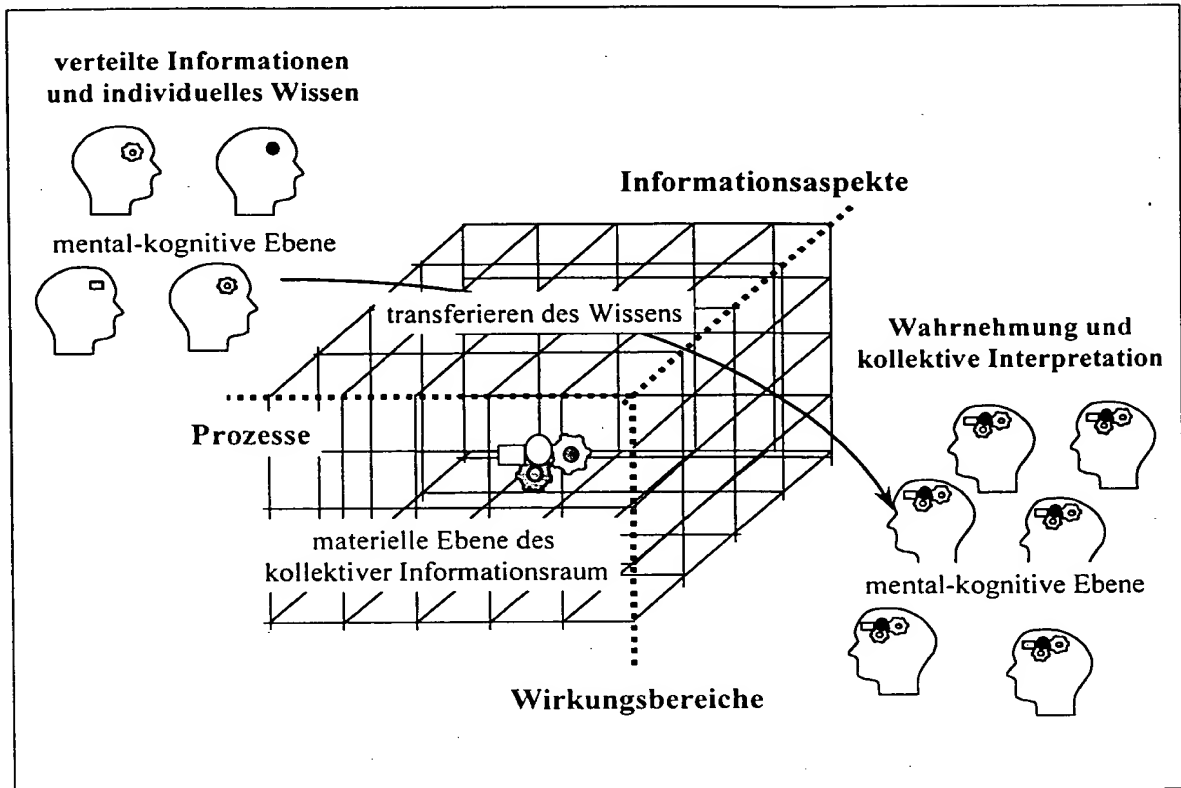 verteilte Informationen
und individuelles Wissen
mental-kognitive Ebene
Informationsaspekte
transferieren des Wissens
Wahrnehmung und
kollektive Interpretation
Prozesse
materielle Ebene des
kollektiver Informationsraum
mental-kognitive Ebene
Wirkungsbereiche